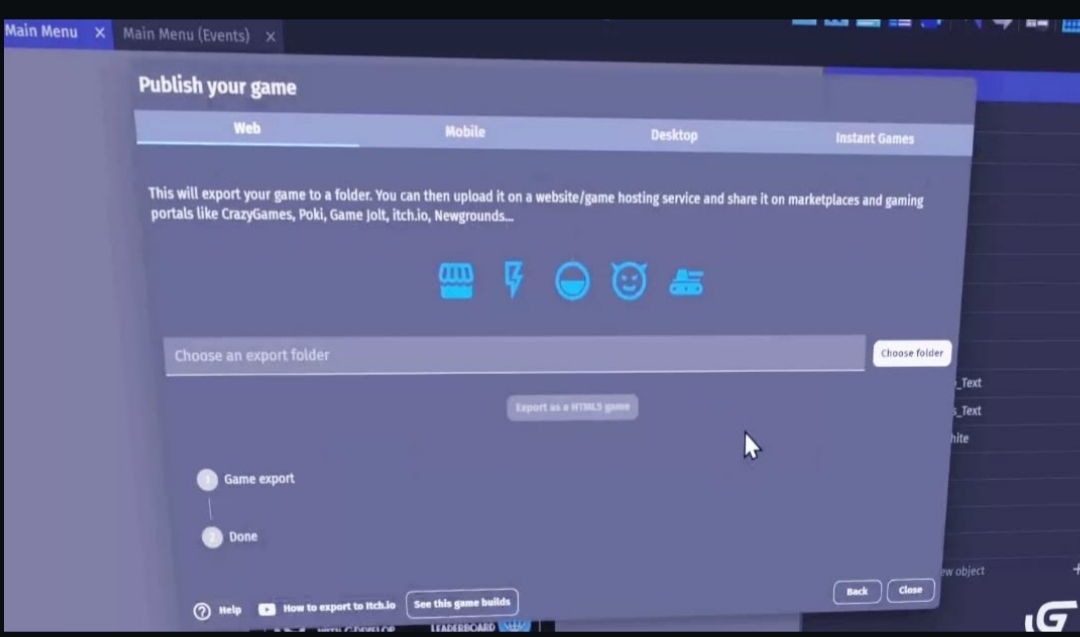 Main Menu
Main Menu (Events)
Publish your game
Web
Mobile
Desktop
Instant Games
This will export your game to a folder. You can then upload it on a website/game hosting service and share it on marketplaces and gaming
portals like CrazyGames, Poki, Game Jolt, itch.io, Newgrounds...
Choose an export folder
Choose folder
Export as a HTML5 game
_Text
s_Text
hite
1 Game export
2 Done
ew object
Help
How to export to Itch.io
See this game builds
Back
Close
LEADERBOARD